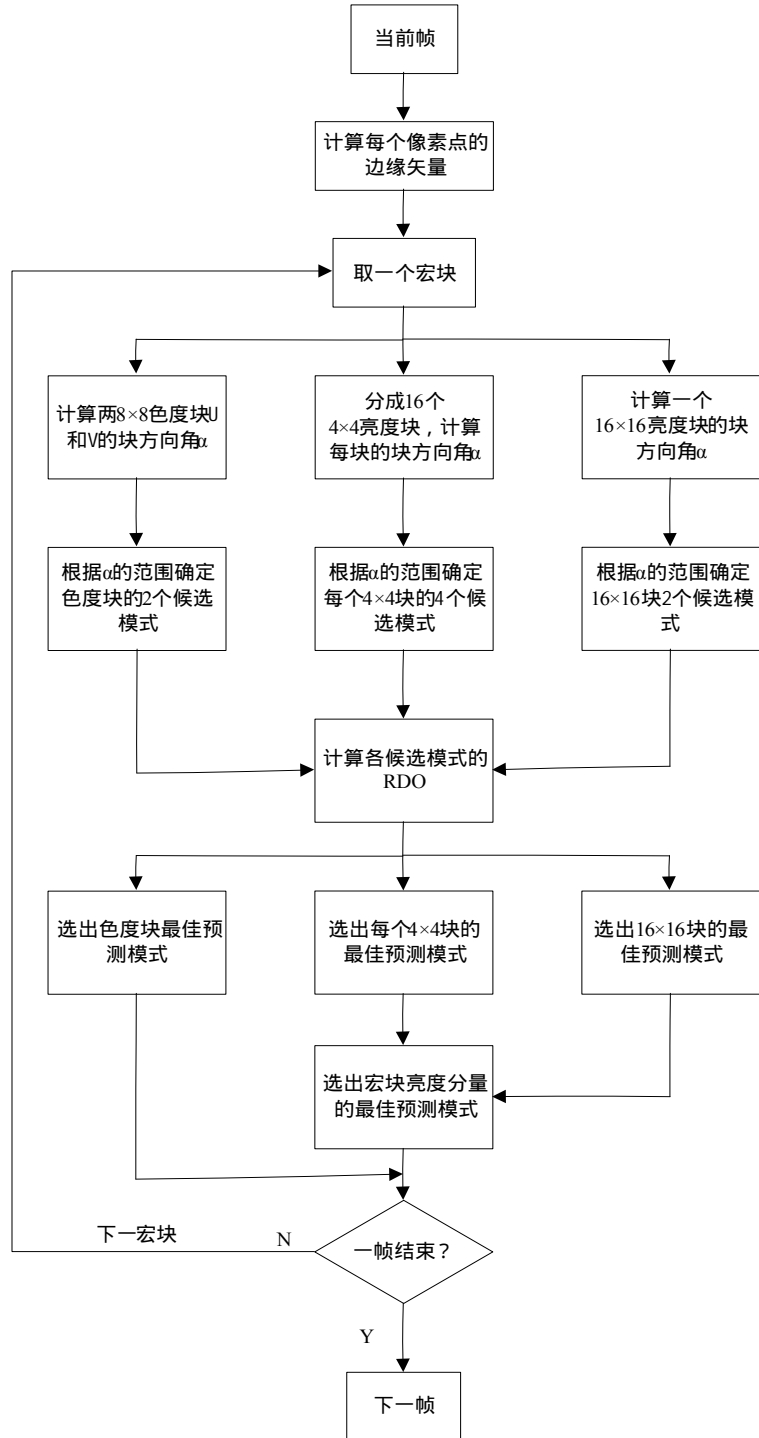 当前帧
计算每个像素点的
边缘矢量
取一个宏块
计算两8×8色度块U
和V的块方向角α
分成16个
4×4亮度块，计算
每块的块方向角α
计算一个
16×16亮度块的块
方向角α
根据α的范围确定
色度块的2个候选
模式
根据α的范围确定
每个4×4块的4个候
选模式
根据α的范围确定
16×16块2个候选模
式
计算各候选模式的
RDO
选出色度块最佳预
测模式
选出每个4×4块的
最佳预测模式
选出16×16块的最
佳预测模式
选出宏块亮度分量
的最佳预测模式
下一宏块
N
一帧结束？
Y
下一帧